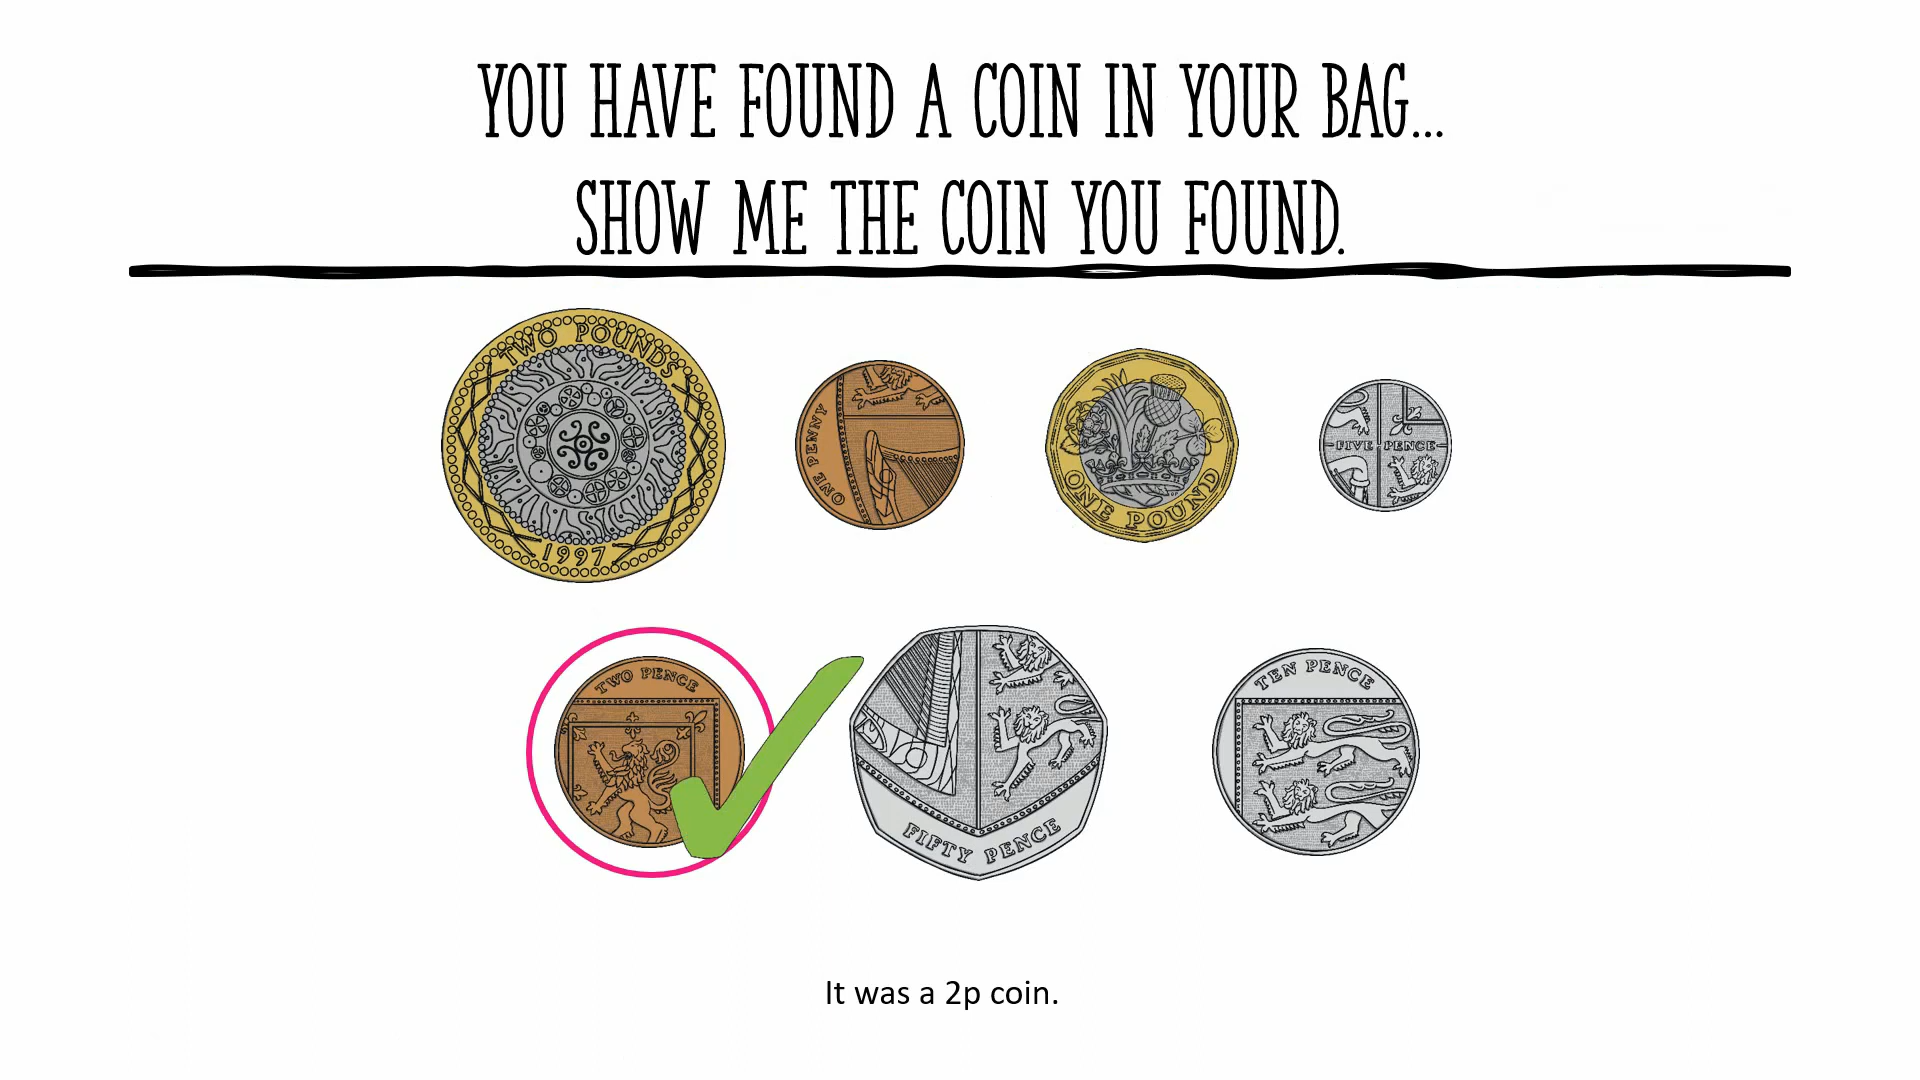 YOU HAVE FOUND A COIN IN YOUR BAG...
SHOW ME THE COIN YOU FOUND.
TWO POUNDS
1997
ONE PENNY
ONE POUND
FIVE PENCE
TWO PENCE
FIFTY PENCE
TEN PENCE
It was a 2p coin.